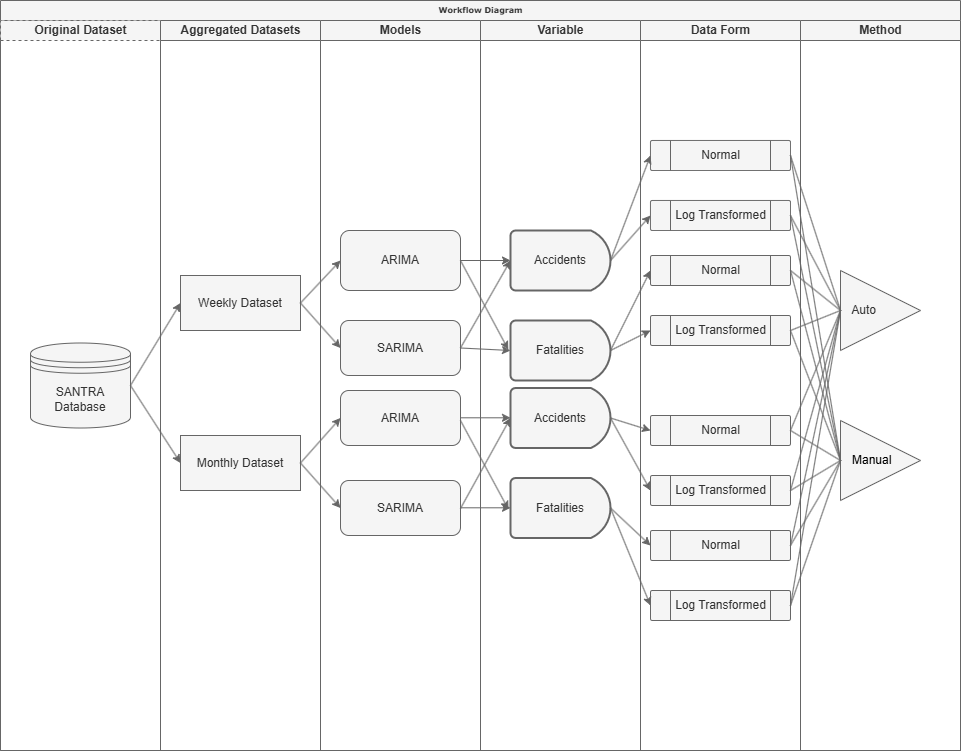 Workflow Diagram
Original Dataset
Aggregated Datasets
Models
Variable
Data Form
Method
SANTRA
Database
Weekly Dataset
Monthly Dataset
ARIMA
SARIMA
ARIMA
SARIMA
Accidents
Fatalities
Accidents
Fatalities
Normal
Log Transformed
Normal
Log Transformed
Normal
Log Transformed
Normal
Log Transformed
Auto
Manual